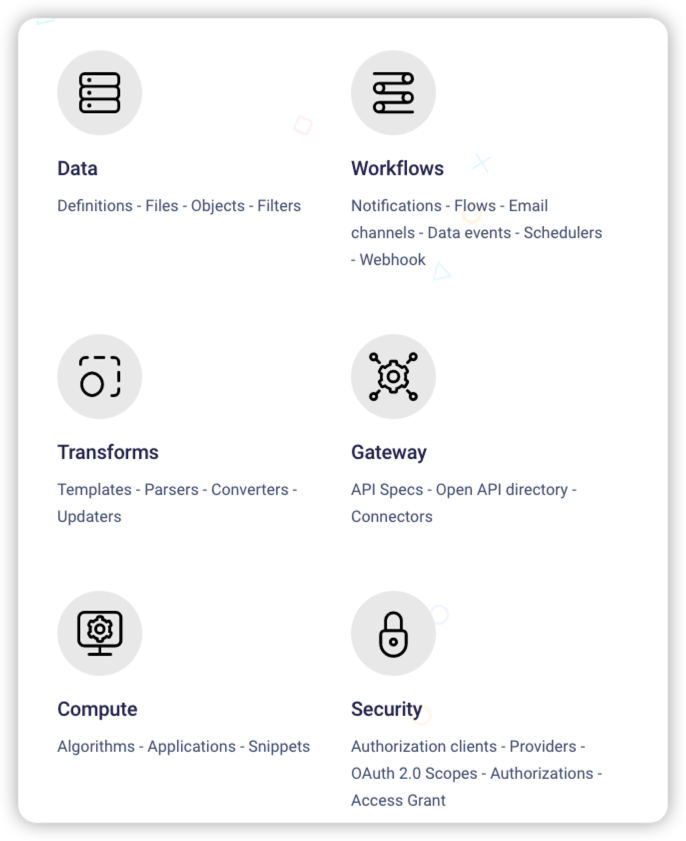 Data
Definitions - Files - Objects - Filters
Workflows
Notifications - Flows - Email
channels - Data events - Schedulers
- Webhook
Transforms
Templates - Parsers - Converters -
Updaters
Gateway
API Specs - Open API directory -
Connectors
Compute
Algorithms - Applications - Snippets
Security
Authorization clients - Providers -
OAuth 2.0 Scopes - Authorizations -
Access Grant